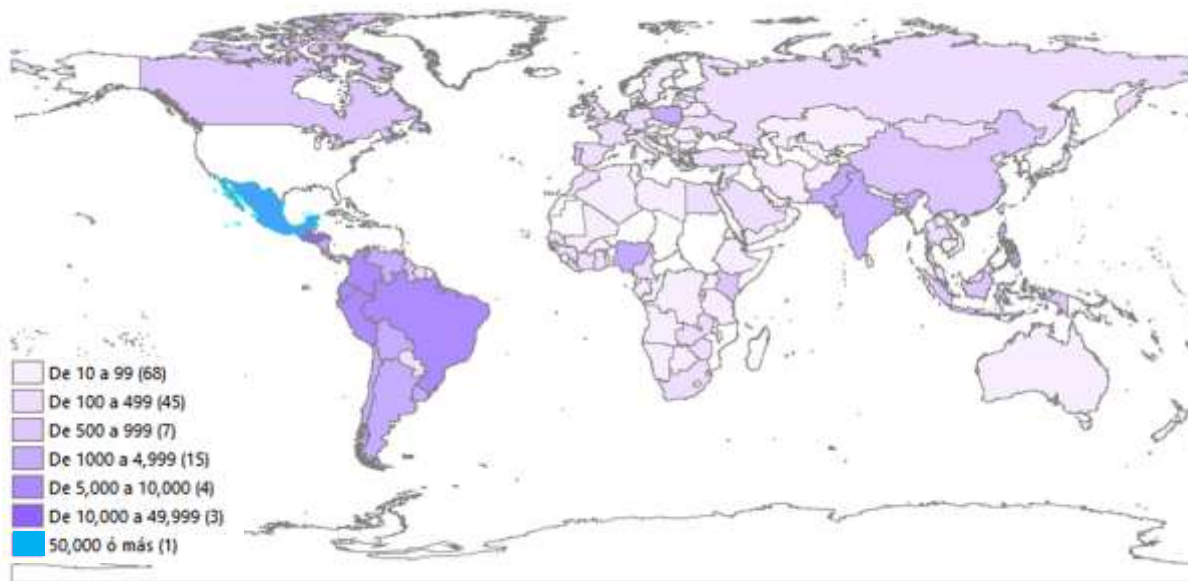 De 10 a 99 (68)
De 100 a 499 (45)
De 500 a 999 (7)
De 1000 a 4,999 (15)
De 5,000 a 10,000 (4)
De 10,000 a 49,999 (3)
50,000 ó más (1)